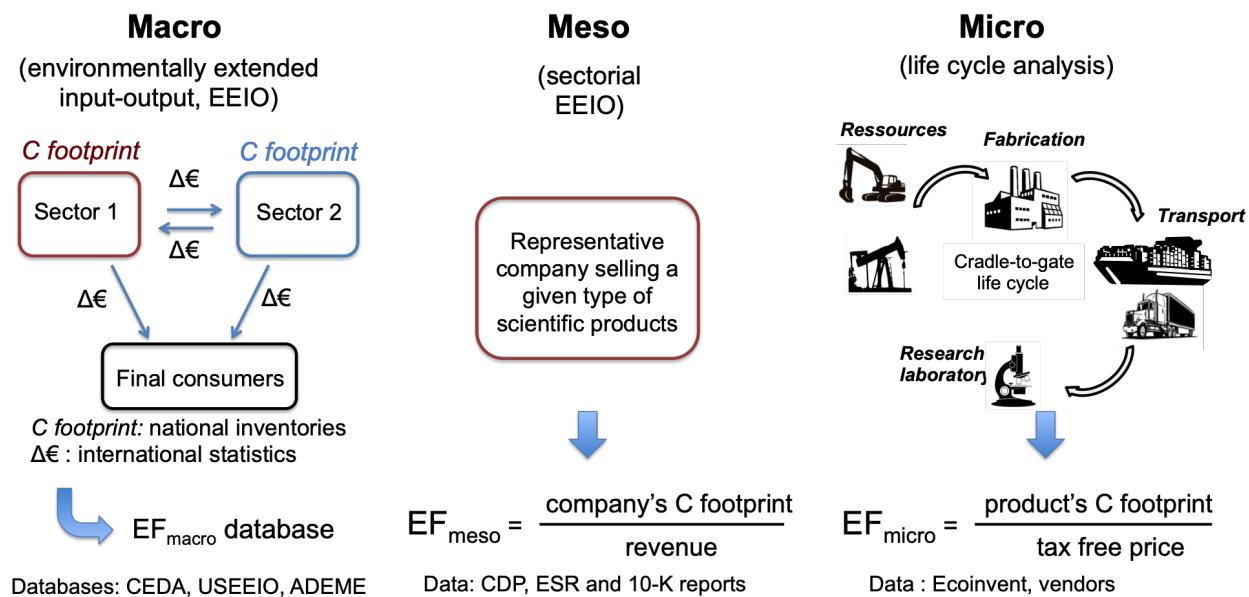 Macro
(environmentally extended
input-output, EEIO)
C footprint
C footprint
Sector 1
Δ€
Δ€
Sector 2
Δ€
Δ€
Final consumers
C footprint: national inventories
Δ€ : international statistics
EFmacro database
Databases: CEDA, USEEIO, ADEME
Meso
(sectorial
EEIO)
Representative
company selling a
given type of
scientific products
EFmeso = company’s C footprint
revenue
Data: CDP, ESR and 10-K reports
Micro
(life cycle analysis)
Ressources
Fabrication
Transport
Cradle-to-gate
life cycle
Research
laboratory
EFmicro = product’s C footprint
tax free price
Data : Ecoinvent, vendors